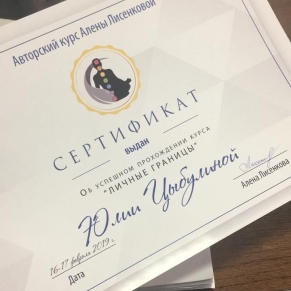 Авторский курс Алены Лисенковой
СЕРТИФИКАТ
выдан
Об успешном прохождении курса
"ЛИЧНЫЕ ГРАНИЦЫ"
Юлии Цыбулиной
16-17 февраля 2019 г.
Дата
Алена Лисенкова